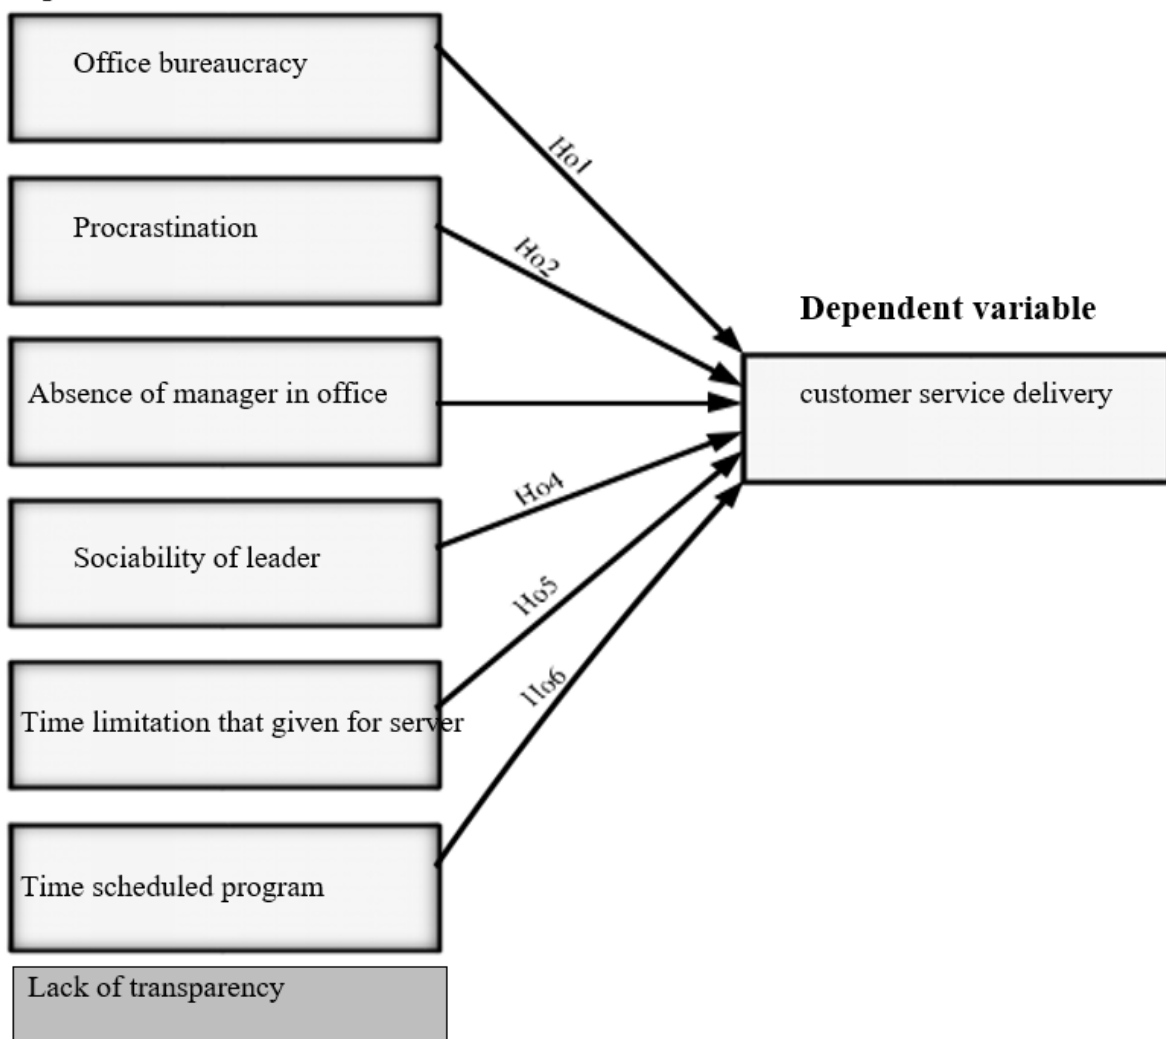 Office bureaucracy
Ho1
Procrastination
Ho2
Dependent variable
Absence of manager in office
customer service delivery
Ho4
Sociability of leader
Ho5
Time limitation that given for server
Ho6
Time scheduled program
Lack of transparency